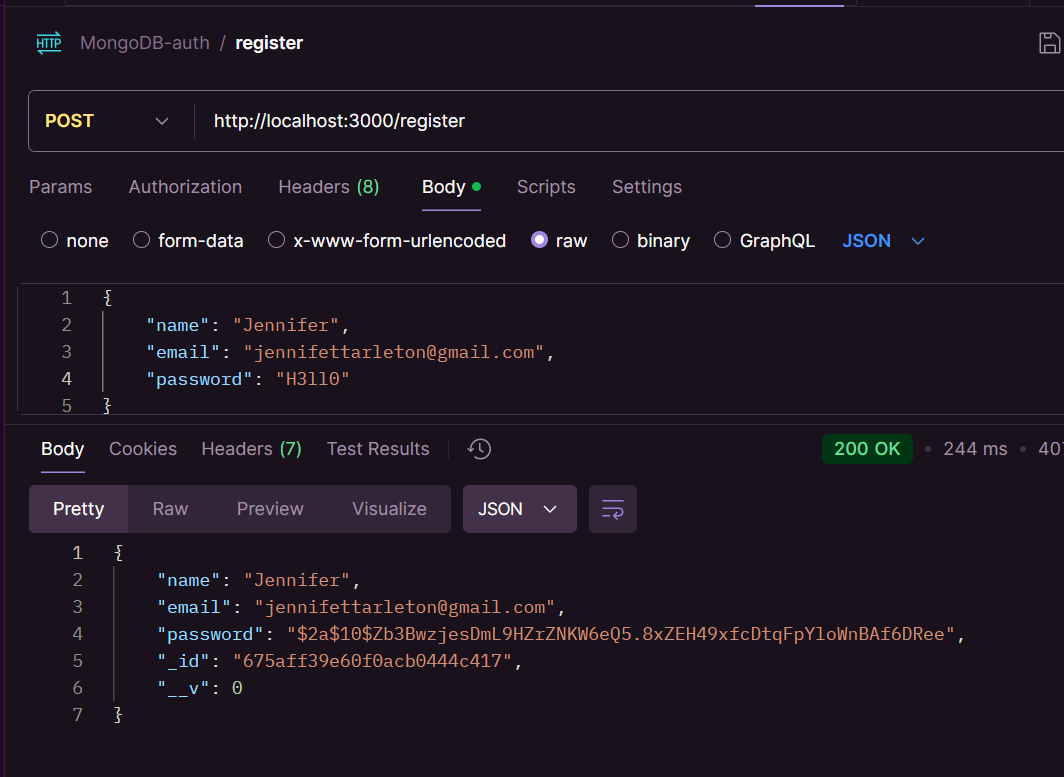 HTTP MongoDB-auth / register
POST http://localhost:3000/register
Params Authorization Headers (8) Body Scripts Settings
none form-data x-www-form-urlencoded raw binary GraphQL JSON
1 {
2 "name": "Jennifer",
3 "email": "jennifettarleton@gmail.com",
4 "password": "H3ll0"
5 }
Body Cookies Headers (7) Test Results 200 OK • 244 ms • 407
Pretty Raw Preview Visualize JSON
1 {
2 "name": "Jennifer",
3 "email": "jennifettarleton@gmail.com",
4 "password": "$2a$10$Zb3BwzjesDmL9HZrZNKW6eQ5.8xZEH49xfcDtqFpYloWnBAf6DRee",
5 "_id": "675aff39e60f0acb0444c417",
6 "__v": 0
7 }